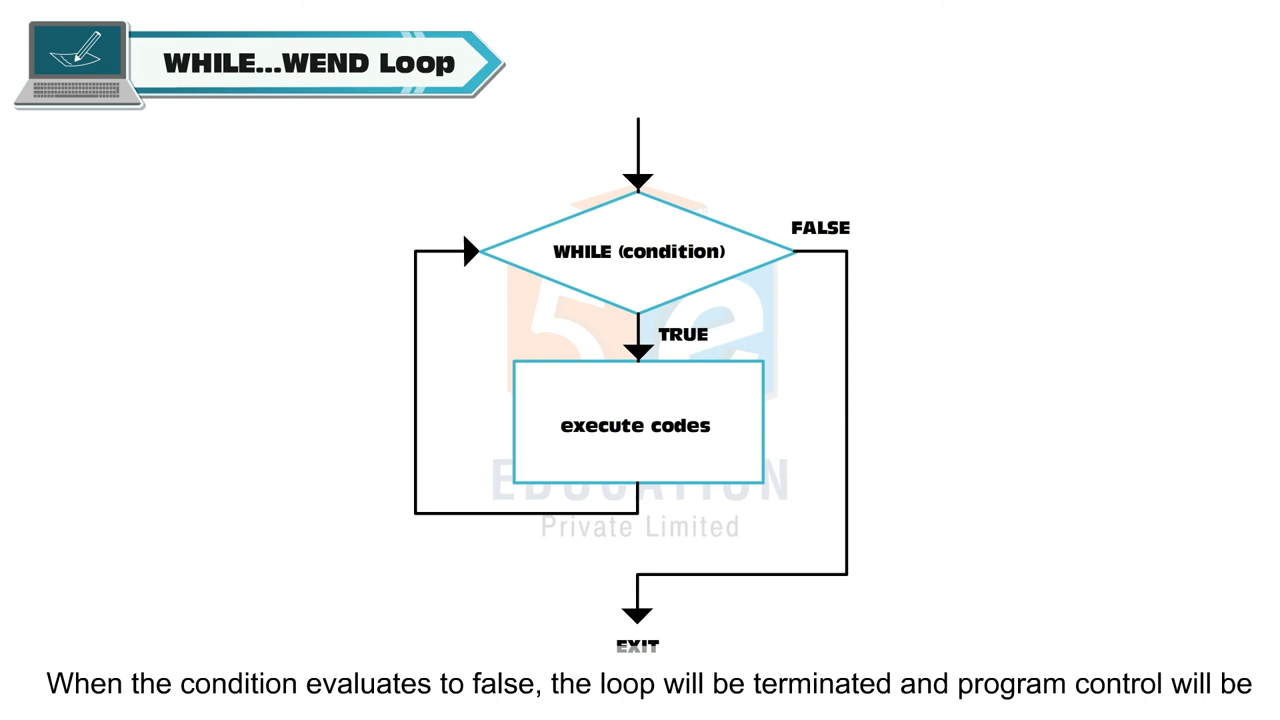 WHILE...WEND Loop
FALSE
WHILE (condition)
TRUE
execute codes
EDUCATION
Private Limited
EXIT
When the condition evaluates to false, the loop will be terminated and program control will be